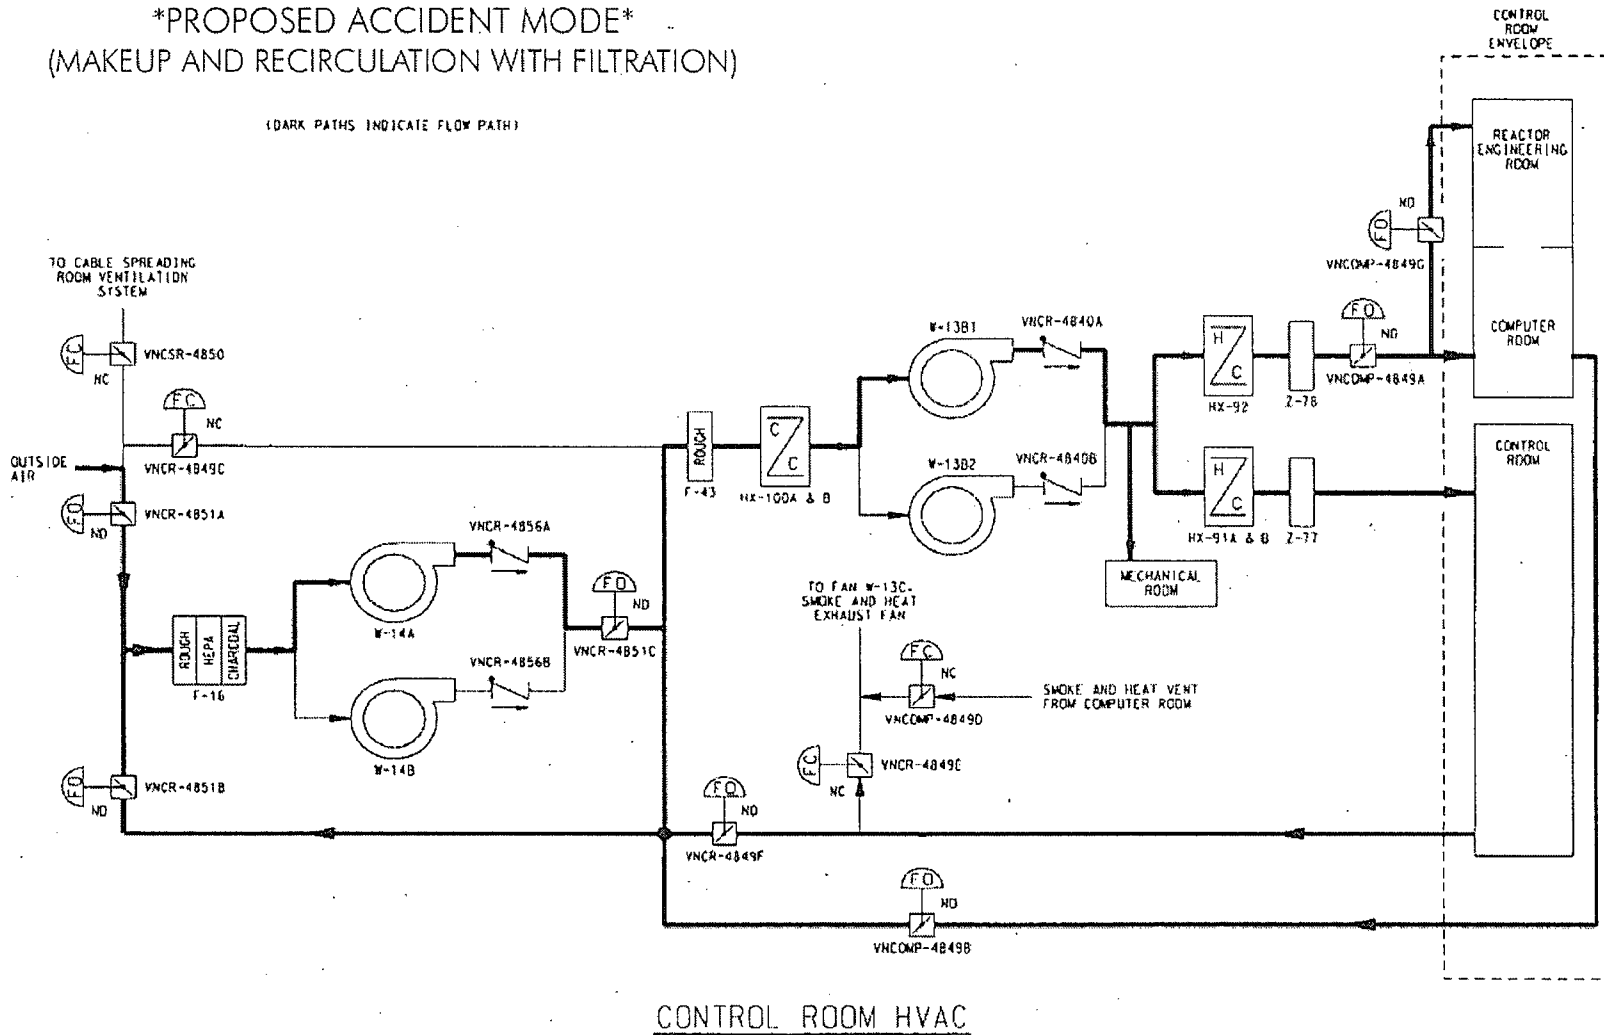 *PROPOSED ACCIDENT MODE*
(MAKEUP AND RECIRCULATION WITH FILTRATION)
(DARK PATHS INDICATE FLOW PATH)
CONTROL
ROOM
ENVELOPE
REACTOR
ENGINEERING
ROOM
NO
FO
VNCOMP-4849G
TO CABLE SPREADING
ROOM VENTILATION
SYSTEM
FC
VNCSR-4850
NC
FC
NC
VNCR-4849C
OUTSIDE
AIR
FO
VNCR-4851A
NO
W-13B1
VNCR-4840A
FO
NO
VNCOMP-4849A
COMPUTER
ROOM
H
C
HX-92
Z-78
ROUGH
F-43
C
C
HX-100A & B
W-13B2
VNCR-4840B
H
C
HX-91A & B
Z-77
CONTROL
ROOM
MECHANICAL
ROOM
VNCR-4856A
W-14A
FO
NO
VNCR-4851C
ROUGH
HEPA
CHARCOAL
F-16
VNCR-4856B
W-14B
TO FAN W-13C.
SMOKE AND HEAT
EXHAUST FAN
FC
NC
VNCOMP-4849D
SMOKE AND HEAT VENT
FROM COMPUTER ROOM
FC
VNCR-4849E
NC
FO
VNCR-4851B
NO
FO
NO
VNCR-4849F
FO
NO
VNCOMP-4849B
CONTROL ROOM HVAC